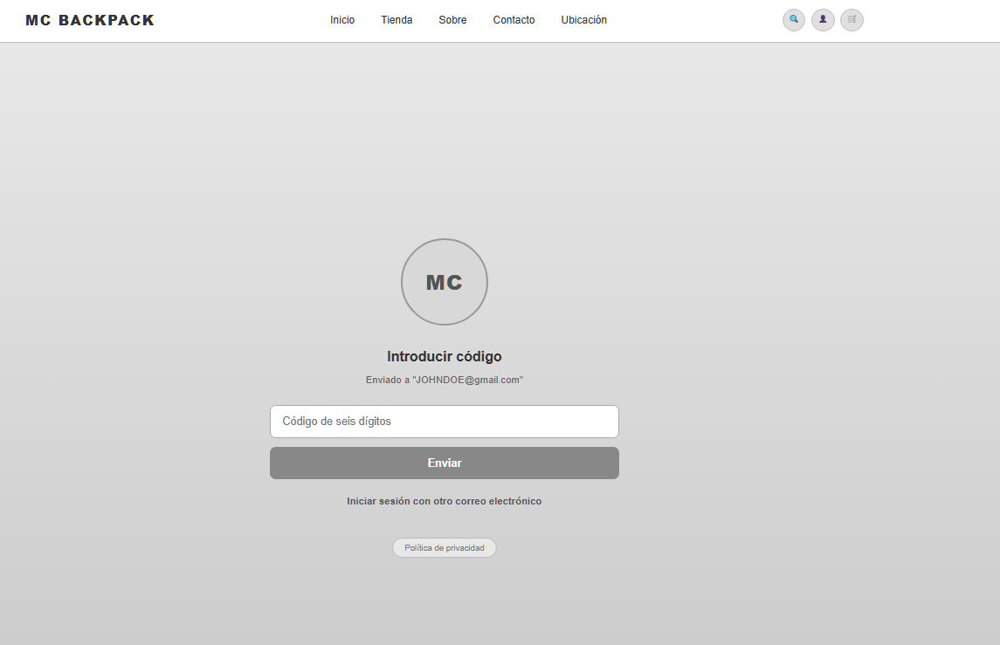 MC BACKPACK
Inicio Tienda Sobre Contacto Ubicación
MC
Introducir código
Enviado a "JOHNDOE@gmail.com"
Código de seis dígitos
Enviar
Iniciar sesión con otro correo electrónico
Política de privacidad